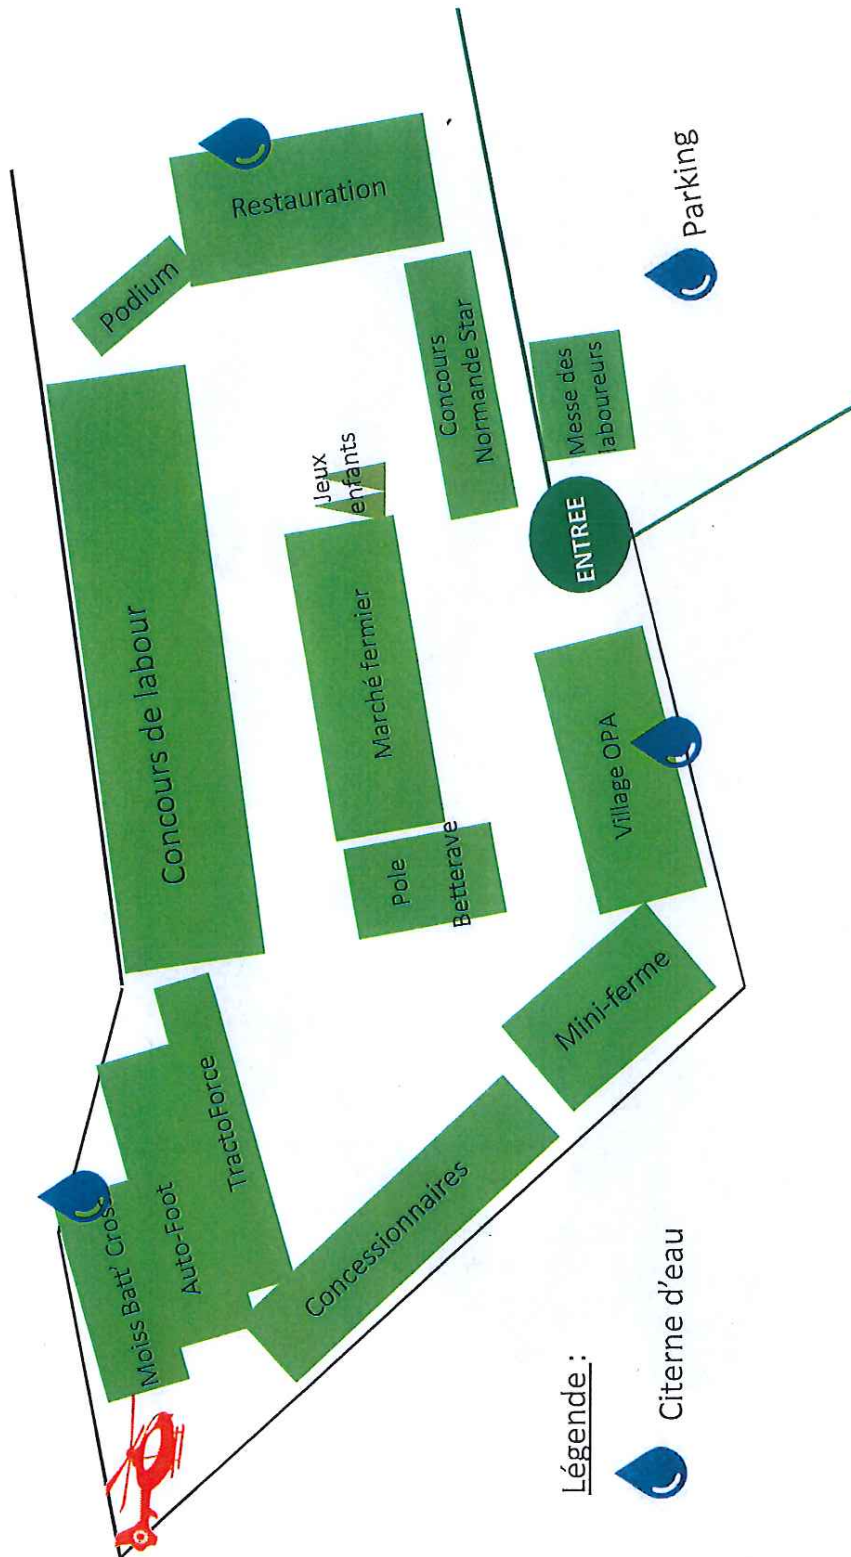 Moiss Batt' Cross
Auto-Foot
TractoForce
Concours de labour
Podium
Restauration
Concessionnaires
Pole
Betterave
Marché fermier
Jeux
enfants
Concours
Normande Star
Mini-ferme
Village OPA
ENTREE
Messe des
laboureurs
Légende :
Citerne d'eau
Parking